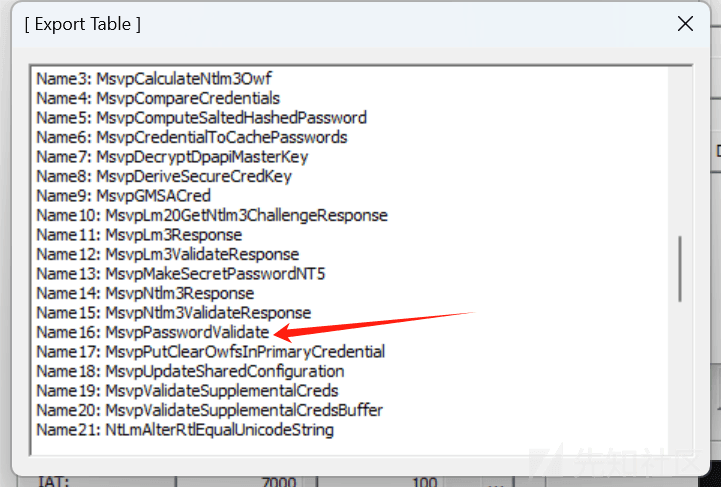 [ Export Table ]
Name3: MsvpCalculateNtlm3Owf
Name4: MsvpCompareCredentials
Name5: MsvpComputeSaltedHashedPassword
Name6: MsvpCredentialToCachePasswords
Name7: MsvpDecryptDpapiMasterKey
Name8: MsvpDeriveSecureCredKey
Name9: MsvpGMSACred
Name10: MsvpLm20GetNtlm3ChallengeResponse
Name11: MsvpLm3Response
Name12: MsvpLm3ValidateResponse
Name13: MsvpMakeSecretPasswordNT5
Name14: MsvpNtlm3Response
Name15: MsvpNtlm3ValidateResponse
Name16: MsvpPasswordValidate
Name17: MsvpPutClearOwfsInPrimaryCredential
Name18: MsvpUpdateSharedConfiguration
Name19: MsvpValidateSupplementalCreds
Name20: MsvpValidateSupplementalCredsBuffer
Name21: NtLmAlterRtlEqualUnicodeString
先知社区
IAT: 7000 100 ...